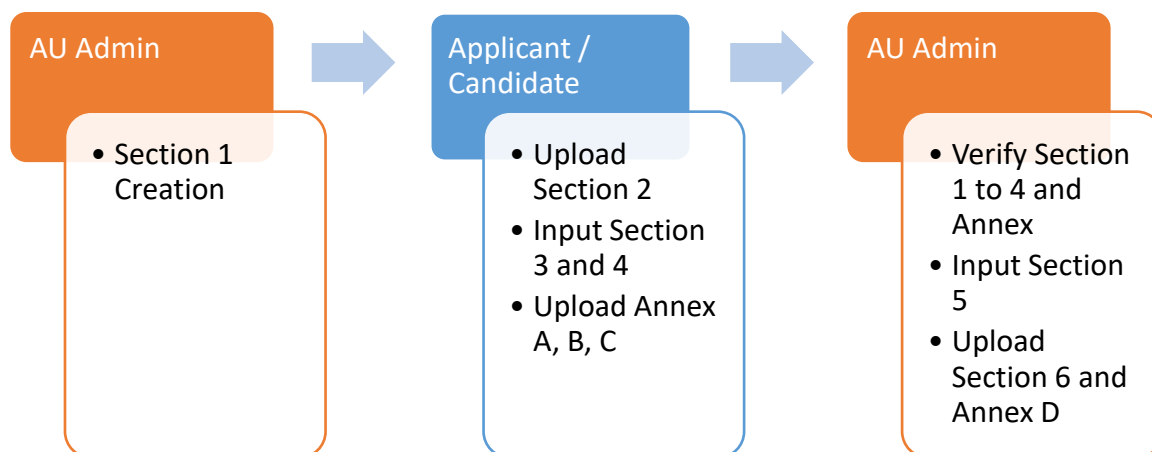 AU Admin
• Section 1
Creation
Applicant /
Candidate
• Upload
Section 2
• Input Section
3 and 4
• Upload Annex
A, B, C
AU Admin
• Verify Section
1 to 4 and
Annex
• Input Section
5
• Upload
Section 6 and
Annex D